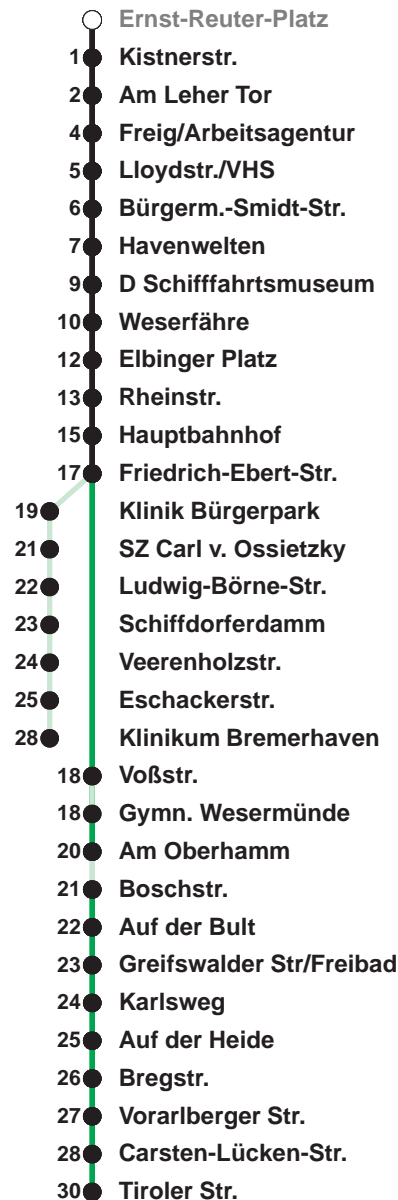 Ernst-Reuter-Platz
1 Kistnerstr.
2 Am Leher Tor
4 Freig/Arbeitsagentur
5 Lloydstr./VHS
6 Bürgerm.-Smidt-Str.
7 Havenwelten
9 D Schifffahrtsmuseum
10 Weserfähre
12 Elbinger Platz
13 Rheinstr.
15 Hauptbahnhof
17 Friedrich-Ebert-Str.
19 Klinik Bürgerpark
21 SZ Carl v. Ossietzky
22 Ludwig-Börne-Str.
23 Schiffdorferdamm
24 Veerenholzstr.
25 Eschackerstr.
28 Klinikum Bremerhaven
18 Voßstr.
18 Gymn. Wesermünde
20 Am Oberhamm
21 Boschstr.
22 Auf der Bult
23 Greifswalder Str/Freibad
24 Karlsweg
25 Auf der Heide
26 Bregstr.
27 Vorarlberger Str.
28 Carsten-Lücken-Str.
30 Tiroler Str.